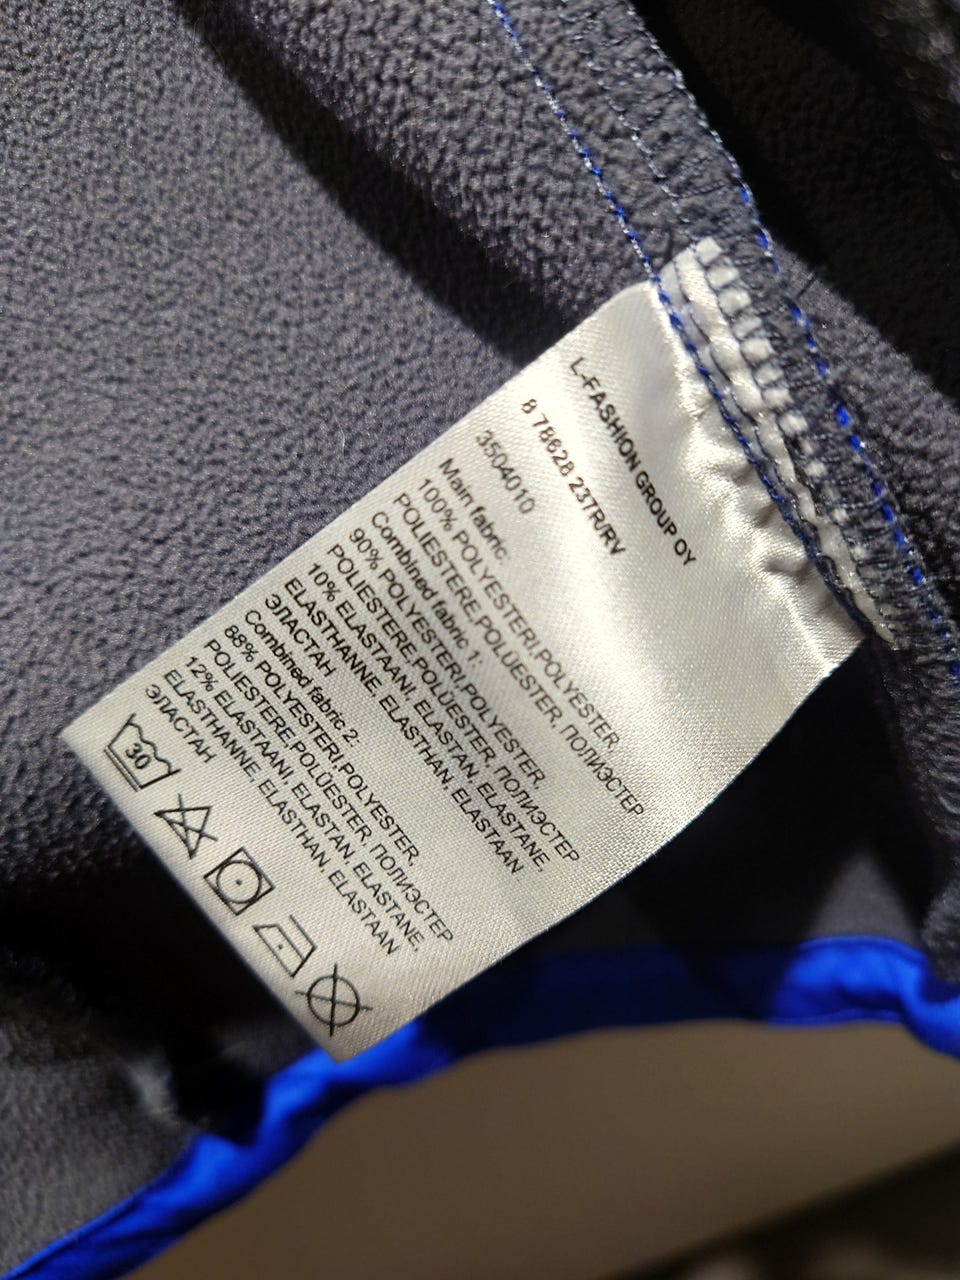 L-FASHION GROUP OY
8 78628 23TR/RV
3504010
Main fabric:
100% POLYESTERI,POLYESTER
POLIESTERE,POLÜESTER, ПОЛИЭСТЕР
Combined fabric 1:
90% POLYESTERI,POLYESTER,
POLIESTERE,POLÜESTER, ПОЛИЭСТЕР
10% ELASTAANI, ELASTAN, ELASTANE,
ELASTHANNE, ELASTHAN, ELASTAAN
ЭЛАСТАН
Combined fabric 2:
88% POLYESTERI,POLYESTER,
POLIESTERE,POLÜESTER, ПОЛИЭСТЕР
12% ELASTAANI, ELASTAN, ELASTANE,
ELASTHANNE, ELASTHAN, ELASTAAN
ЭЛАСТАН
30